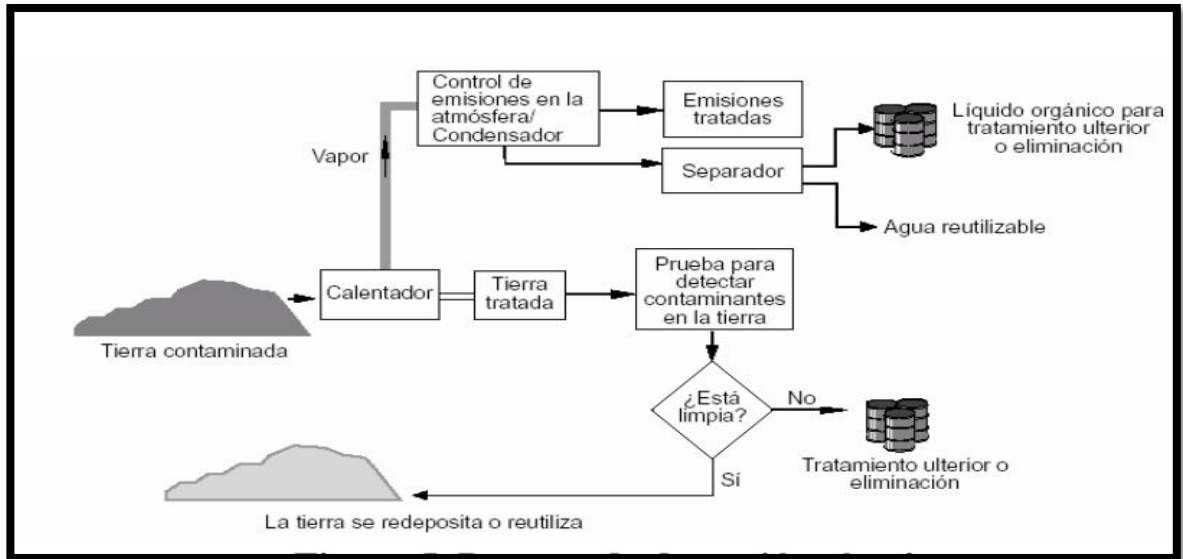 Control de
emisiones en la
atmósfera/
Condensador
Emisiones
tratadas
Líquido orgánico para
tratamiento ulterior
o eliminación
Vapor
Separador
Agua reutilizable
Calentador
Tierra
tratada
Prueba para
detectar
contaminantes
en la tierra
Tierra contaminada
¿Está
limpia?
No
Tratamiento ulterior o
eliminación
Sí
La tierra se redeposita o reutiliza